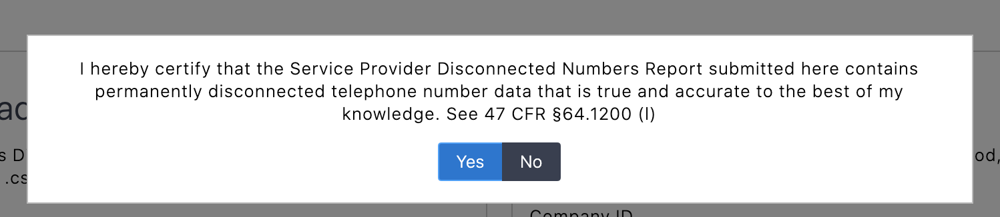 I hereby certify that the Service Provider Disconnected Numbers Report submitted here contains
permanently disconnected telephone number data that is true and accurate to the best of my
knowledge. See 47 CFR §64.1200 (l)
Yes No
s D
od,
.cs
Company ID